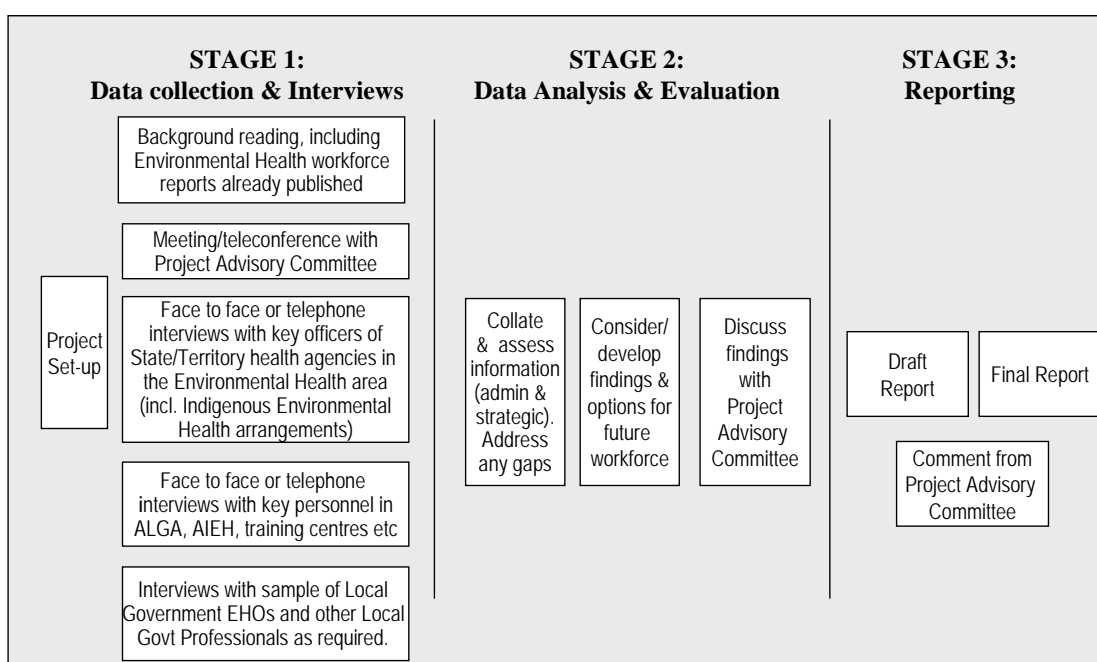 STAGE 1:
Data collection & Interviews
Background reading, including
Environmental Health workforce
reports already published
Meeting/teleconference with
Project Advisory Committee
Project
Set-up
Face to face or telephone
interviews with key officers of
State/Territory health agencies in
the Environmental Health area
(incl. Indigenous Environmental
Health arrangements)
Face to face or telephone
interviews with key personnel in
ALGA, AIEH, training centres etc
Interviews with sample of Local
Government EHOs and other Local
Govt Professionals as required.
STAGE 2:
Data Analysis & Evaluation
Collate
& assess
information
(admin &
strategic).
Address
any gaps
Consider/
develop
findings &
options for
future
workforce
Discuss
findings
with
Project
Advisory
Committee
STAGE 3:
Reporting
Draft
Report
Final Report
Comment from
Project Advisory
Committee